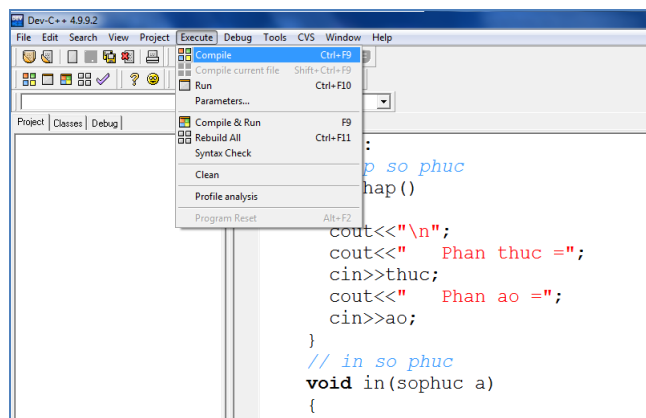 Dev-C++ 4.9.9.2
File Edit Search View Project Execute Debug Tools CVS Window Help
Compile Ctrl+F9
Compile current file Shift+Ctrl+F9
Run Ctrl+F10
Parameters...
Compile & Run F9
Rebuild All Ctrl+F11
Syntax Check
Clean
Profile analysis
Program Reset Alt+F2
Project Classes Debug
:
p so phuc
hap()
cout<<"\n";
cout<<"   Phan thuc =";
cin>>thuc;
cout<<"   Phan ao =";
cin>>ao;
}
// in so phuc
void in(sophuc a)
{